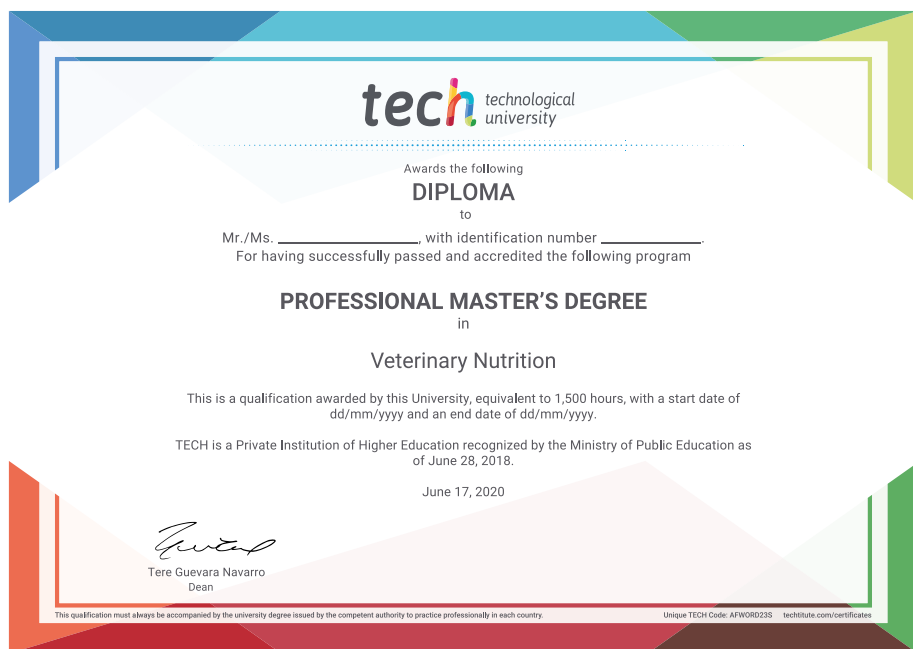 tech technological
university
Awards the following
DIPLOMA
to
Mr./Ms. ____________________, with identification number ______________.
For having successfully passed and accredited the following program
PROFESSIONAL MASTER'S DEGREE
in
Veterinary Nutrition
This is a qualification awarded by this University, equivalent to 1,500 hours, with a start date of
dd/mm/yyyy and an end date of dd/mm/yyyy.
TECH is a Private Institution of Higher Education recognized by the Ministry of Public Education as
of June 28, 2018.
June 17, 2020
Tere Guevara Navarro
Dean
This qualification must always be accompanied by the university degree issued by the competent authority to practice professionally in each country. Unique TECH Code: AFWORD23S techtitute.com/certificates